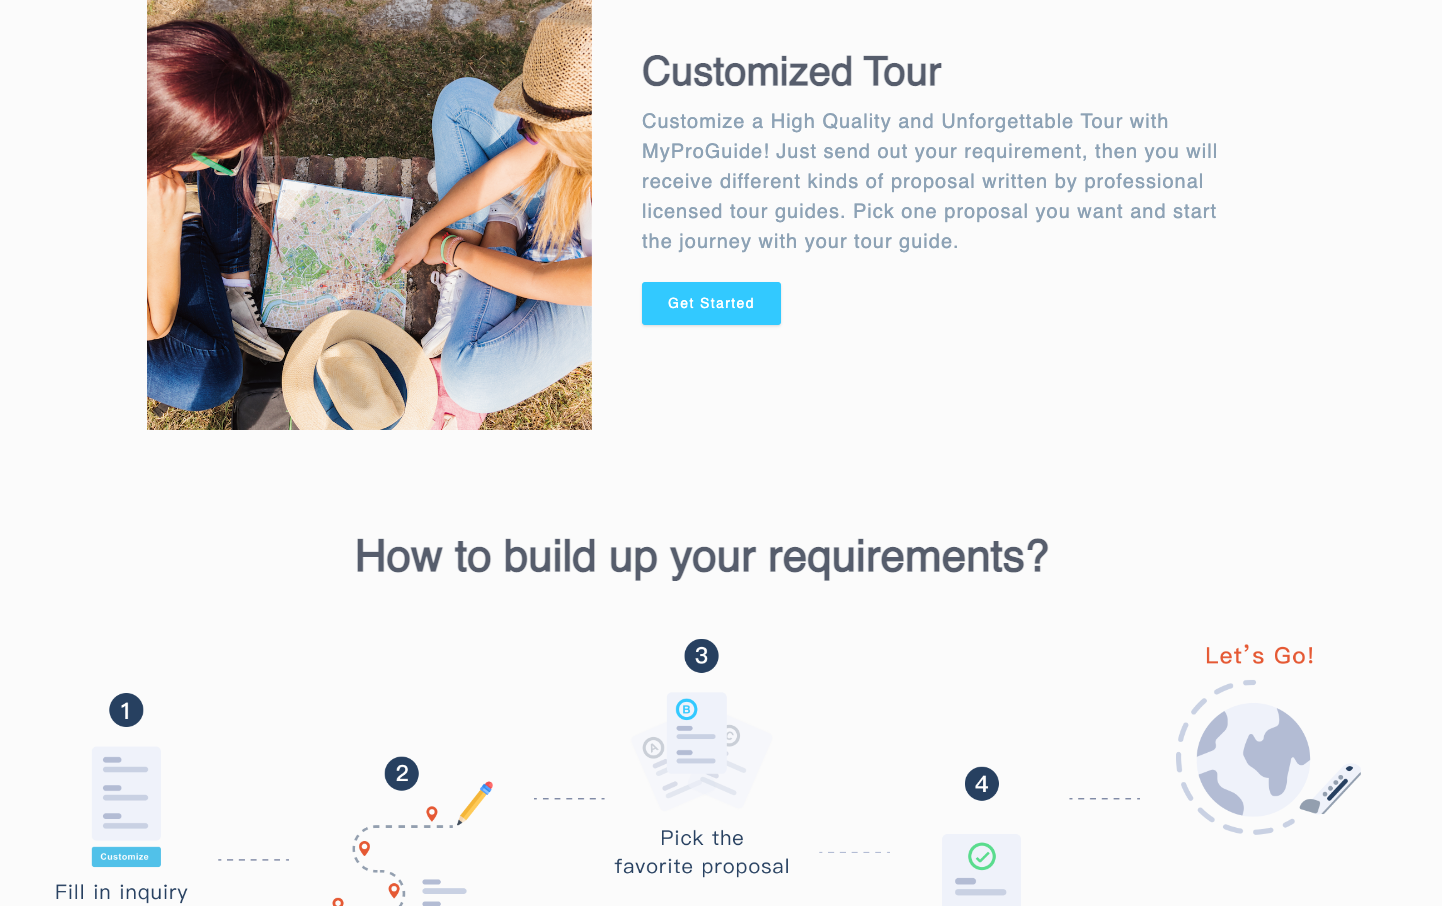 Customized Tour
Customize a High Quality and Unforgettable Tour with
MyProGuide! Just send out your requirement, then you will
receive different kinds of proposal written by professional
licensed tour guides. Pick one proposal you want and start
the journey with your tour guide.
Get Started
How to build up your requirements?
1
Customize
Fill in inquiry
2
3
B
A
C
Pick the
favorite proposal
4
Let's Go!